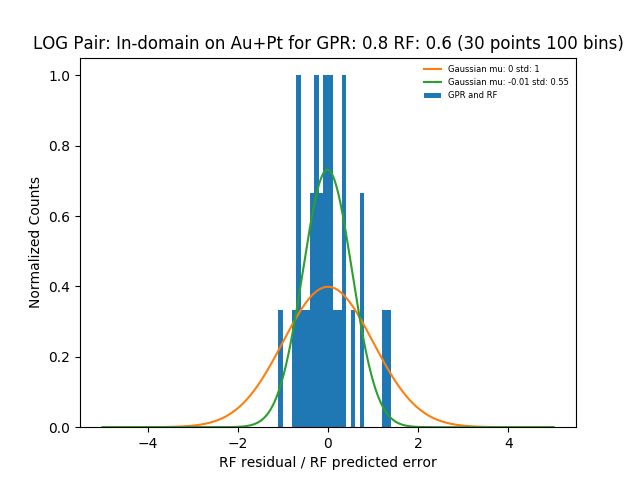 LOG Pair: In-domain on Au+Pt for GPR: 0.8 RF: 0.6 (30 points 100 bins)
Gaussian mu: 0 std: 1
Gaussian mu: -0.01 std: 0.55
GPR and RF
Normalized Counts
1.0
0.8
0.6
0.4
0.2
0.0
−4 −2 0 2 4
RF residual / RF predicted error